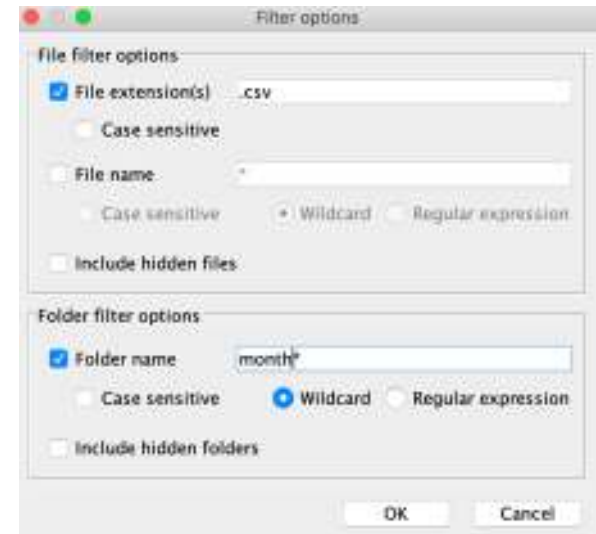 Filter options
File filter options
File extension(s) .csv
Case sensitive
File name *
Case sensitive Wildcard Regular expression
Include hidden files
Folder filter options
Folder name month*
Case sensitive Wildcard Regular expression
Include hidden folders
OK Cancel